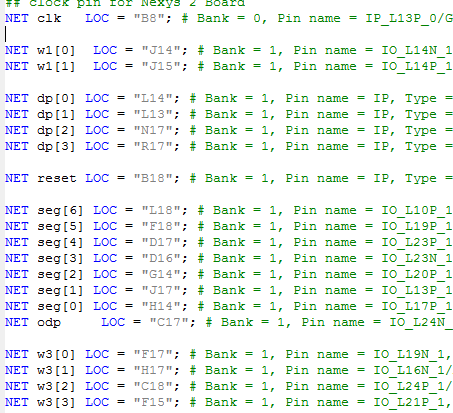 ## clock pin for Nexys 2 Board
NET clk LOC = "B8"; # Bank = 0, Pin name = IP_L13P_0/G
NET w1[0] LOC = "J14"; # Bank = 1, Pin name = IO_L14N_1
NET w1[1] LOC = "J15"; # Bank = 1, Pin name = IO_L14P_1
NET dp[0] LOC = "L14"; # Bank = 1, Pin name = IP, Type =
NET dp[1] LOC = "L13"; # Bank = 1, Pin name = IP, Type =
NET dp[2] LOC = "N17"; # Bank = 1, Pin name = IP, Type =
NET dp[3] LOC = "R17"; # Bank = 1, Pin name = IP, Type =
NET reset LOC = "B18"; # Bank = 1, Pin name = IP, Type =
NET seg[6] LOC = "L18"; # Bank = 1, Pin name = IO_L10P_1
NET seg[5] LOC = "F18"; # Bank = 1, Pin name = IO_L19P_1
NET seg[4] LOC = "D17"; # Bank = 1, Pin name = IO_L23P_1
NET seg[3] LOC = "D16"; # Bank = 1, Pin name = IO_L23N_1
NET seg[2] LOC = "G14"; # Bank = 1, Pin name = IO_L20P_1
NET seg[1] LOC = "J17"; # Bank = 1, Pin name = IO_L13P_1
NET seg[0] LOC = "H14"; # Bank = 1, Pin name = IO_L17P_1
NET odp LOC = "C17"; # Bank = 1, Pin name = IO_L24N_
NET w3[0] LOC = "F17"; # Bank = 1, Pin name = IO_L19N_1,
NET w3[1] LOC = "H17"; # Bank = 1, Pin name = IO_L16N_1/
NET w3[2] LOC = "C18"; # Bank = 1, Pin name = IO_L24P_1/
NET w3[3] LOC = "F15"; # Bank = 1, Pin name = IO_L21P_1,